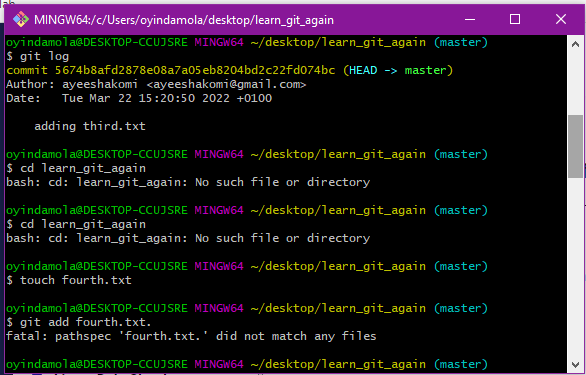 MINGW64:/c/Users/oyindamola/desktop/learn_git_again
oyindamola@DESKTOP-CCUJSRE MINGW64 ~/desktop/learn_git_again (master)
$ git log
commit 5674b8afd2878e08a7a05eb8204bd2c22fd074bc (HEAD -> master)
Author: ayeeshakomi <ayeeshakomi@gmail.com>
Date:   Tue Mar 22 15:20:50 2022 +0100
    adding third.txt
oyindamola@DESKTOP-CCUJSRE MINGW64 ~/desktop/learn_git_again (master)
$ cd learn_git_again
bash: cd: learn_git_again: No such file or directory
oyindamola@DESKTOP-CCUJSRE MINGW64 ~/desktop/learn_git_again (master)
$ cd learn_git_again
bash: cd: learn_git_again: No such file or directory
oyindamola@DESKTOP-CCUJSRE MINGW64 ~/desktop/learn_git_again (master)
$ touch fourth.txt
oyindamola@DESKTOP-CCUJSRE MINGW64 ~/desktop/learn_git_again (master)
$ git add fourth.txt.
fatal: pathspec 'fourth.txt.' did not match any files
oyindamola@DESKTOP-CCUJSRE MINGW64 ~/desktop/learn_git_again (master)